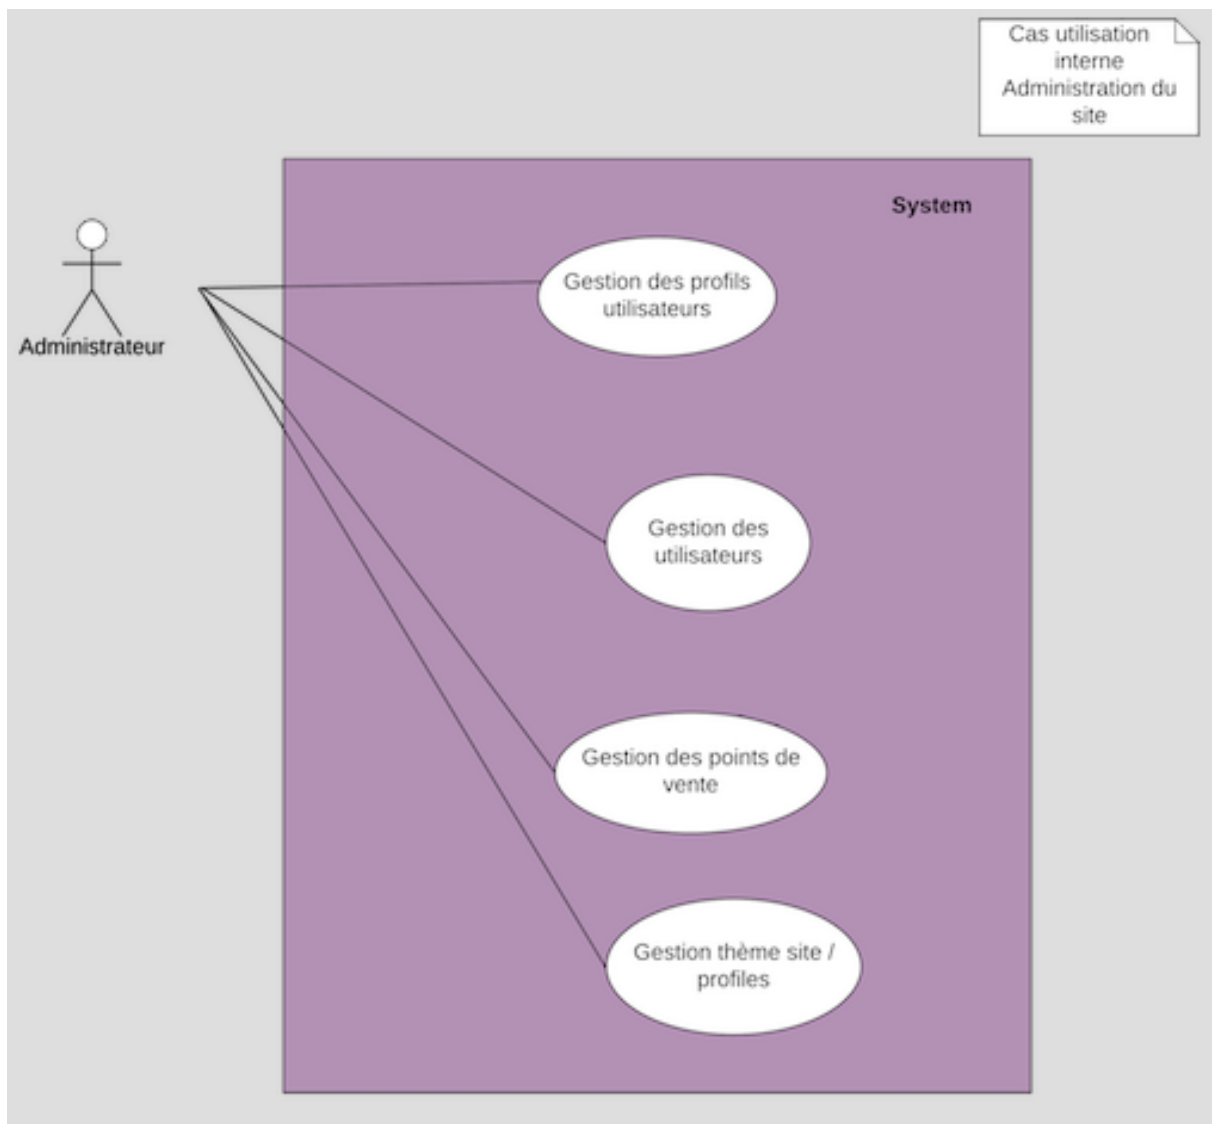 Cas utilisation
interne
Administration du
site
System
Administrateur
Gestion des profils
utilisateurs
Gestion des
utilisateurs
Gestion des points de
vente
Gestion thème site /
profiles